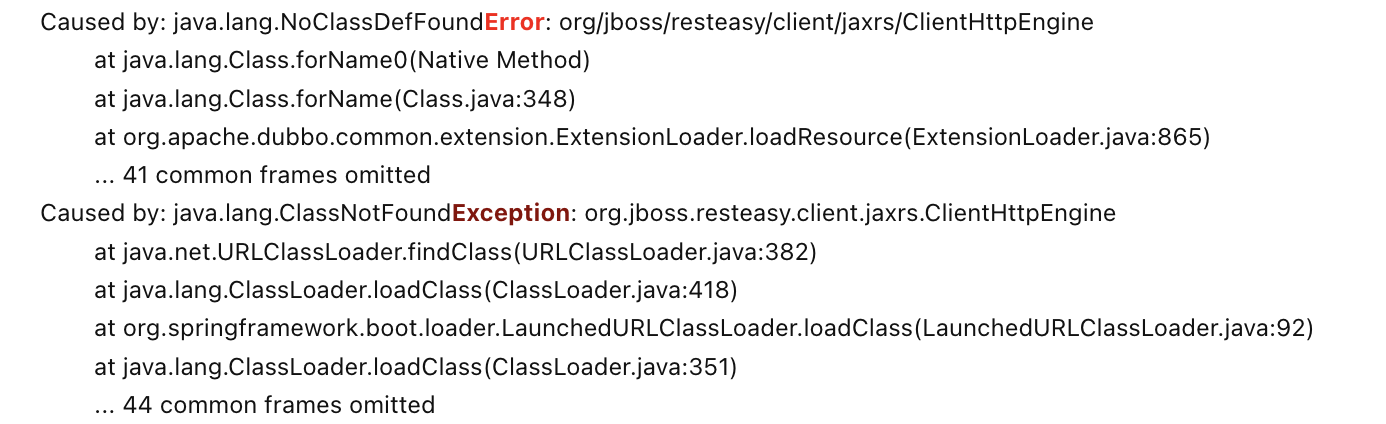 Caused by: java.lang.NoClassDefFoundError: org/jboss/resteasy/client/jaxrs/ClientHttpEngine
at java.lang.Class.forName0(Native Method)
at java.lang.Class.forName(Class.java:348)
at org.apache.dubbo.common.extension.ExtensionLoader.loadResource(ExtensionLoader.java:865)
... 41 common frames omitted
Caused by: java.lang.ClassNotFoundException: org.jboss.resteasy.client.jaxrs.ClientHttpEngine
at java.net.URLClassLoader.findClass(URLClassLoader.java:382)
at java.lang.ClassLoader.loadClass(ClassLoader.java:418)
at org.springframework.boot.loader.LaunchedURLClassLoader.loadClass(LaunchedURLClassLoader.java:92)
at java.lang.ClassLoader.loadClass(ClassLoader.java:351)
... 44 common frames omitted